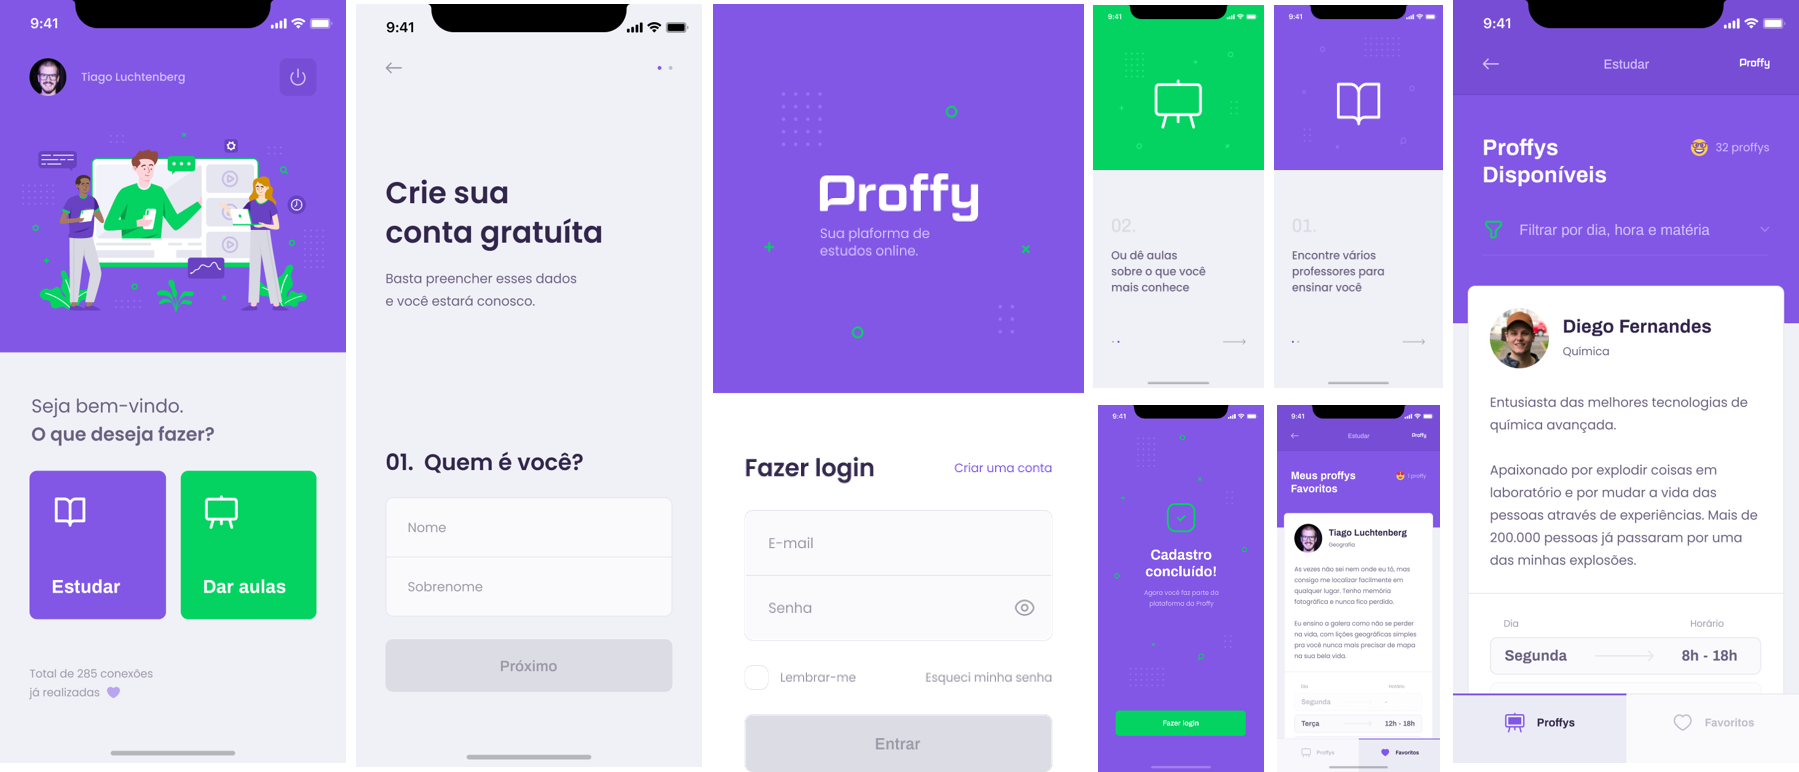 9:41
Tiago Luchtenberg
Seja bem-vindo.
O que deseja fazer?
Estudar
Dar aulas
Total de 285 conexões
já realizadas
9:41
Crie sua
conta gratuíta
Basta preencher esses dados
e você estará conosco.
01. Quem é você?
Nome
Sobrenome
Próximo
Proffy
Sua plaforma de
estudos online.
Fazer login
Criar uma conta
E-mail
Senha
Lembrar-me
Esqueci minha senha
Entrar
9:41
02.
Ou dê aulas
sobre o que você
mais conhece
9:41
01.
Encontre vários
professores para
ensinar você
9:41
Cadastro
concluído!
Agora você faz parte da
plataforma da Proffy
Fazer login
9:41
Estudar
Proffy
Meus proffys
Favoritos
1 proffy
Tiago Luchtenberg
Geografia
As vezes não sei nem onde eu tô, mas
consigo me localizar facilmente em
qualquer lugar. Tenho memória
fotográfica e nunca fico perdido.
Eu ensino a galera como não se perder
na vida, com lições geográficas simples
pra você nunca mais precisar de mapa
na sua bela vida.
Dia
Horário
Segunda
-
Terça
12h - 18h
Proffys
Favoritos
9:41
Estudar
Proffy
Proffys
Disponíveis
32 proffys
Filtrar por dia, hora e matéria
Diego Fernandes
Química
Entusiasta das melhores tecnologias de
química avançada.
Apaixonado por explodir coisas em
laboratório e por mudar a vida das
pessoas através de experiências. Mais de
200.000 pessoas já passaram por uma
das minhas explosões.
Dia
Horário
Segunda
8h - 18h
Proffys
Favoritos